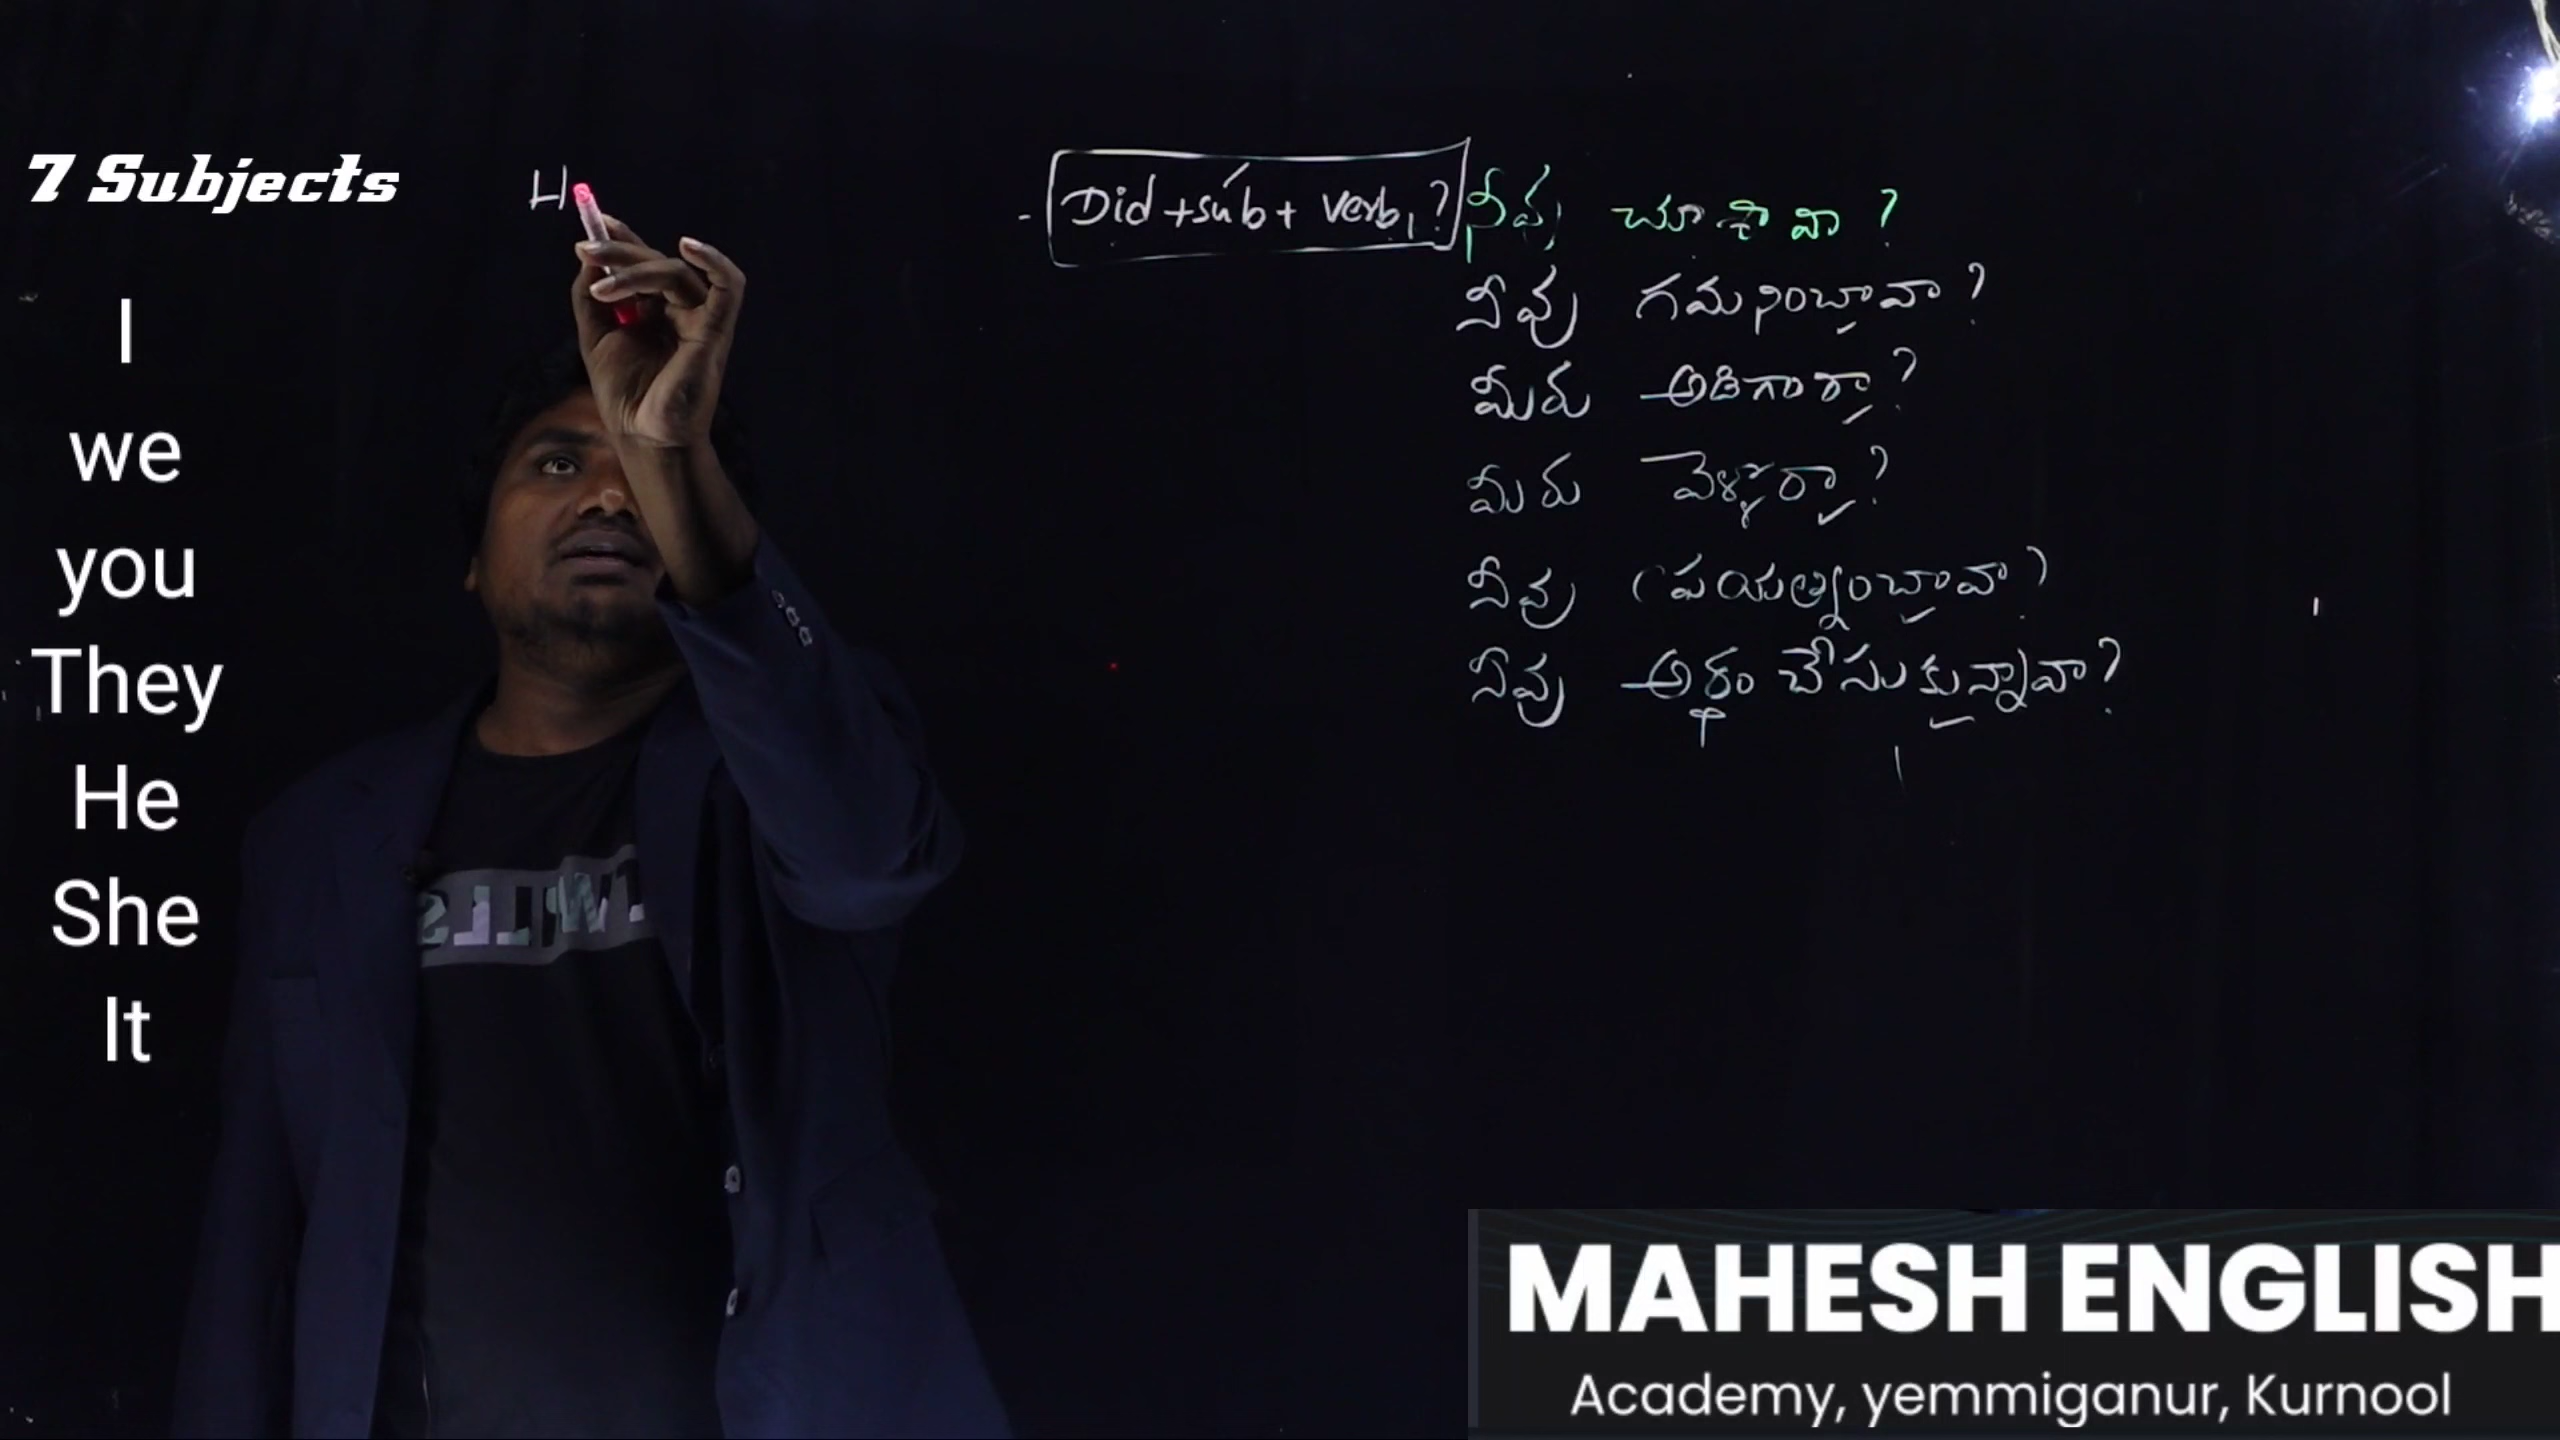 7 Subjects
I
we
you
They
He
She
It
H
- Did + sub + verb1 ?
నీవు చూశావా ?
నీవు గమనించావా ?
మీరు అడిగారా ?
మీరు వెళ్ళారా ?
నీవు ప్రయత్నించావా ?
నీవు అర్థం చేసుకున్నావా ?
MAHESH ENGLISH
Academy, yemmiganur, Kurnool